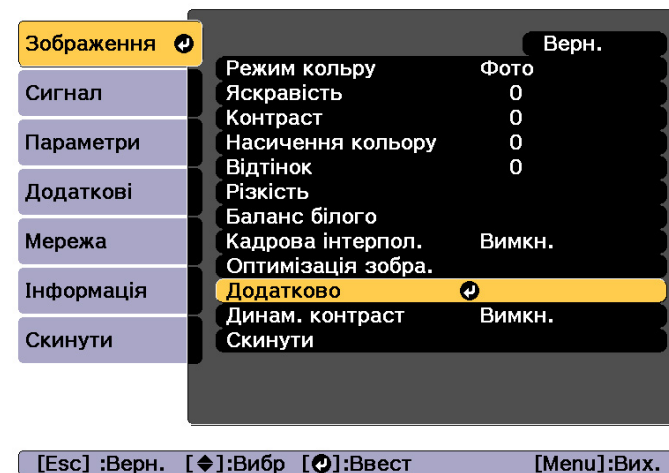 Зображення
Сигнал
Параметри
Додаткові
Мережа
Інформація
Скинути
Верн.
Режим кольру Фото
Яскравість 0
Контраст 0
Насичення кольору 0
Відтінок 0
Різкість
Баланс білого
Кадрова інтерпол. Вимкн.
Оптимізація зобра.
Додатково
Динам. контраст Вимкн.
Скинути
[Esc] :Верн. [◆]:Вибр [↵]:Ввест [Menu]:Вих.